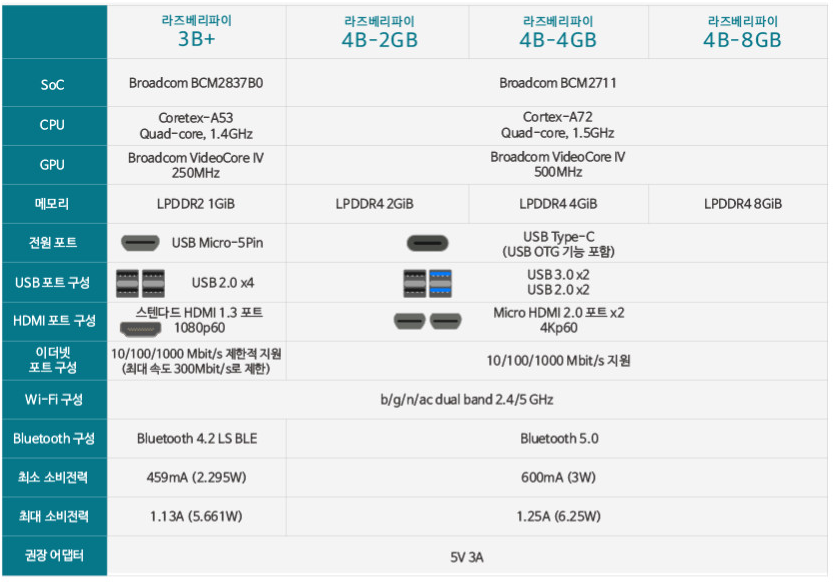 라즈베리파이
3B+
라즈베리파이
4B-2GB
라즈베리파이
4B-4GB
라즈베리파이
4B-8GB
SoC
Broadcom BCM2837B0
Broadcom BCM2711
CPU
Coretex-A53
Quad-core, 1.4GHz
Cortex-A72
Quad-core, 1.5GHz
GPU
Broadcom VideoCore IV
250MHz
Broadcom VideoCore IV
500MHz
메모리
LPDDR2 1GiB
LPDDR4 2GiB
LPDDR4 4GiB
LPDDR4 8GiB
전원 포트
USB Micro-5Pin
USB Type-C
(USB OTG 기능 포함)
USB 포트 구성
USB 2.0 x4
USB 3.0 x2
USB 2.0 x2
HDMI 포트 구성
스텐다드 HDMI 1.3 포트
1080p60
Micro HDMI 2.0 포트 x2
4Kp60
이더넷
포트 구성
10/100/1000 Mbit/s 제한적 지원
(최대 속도 300Mbit/s로 제한)
10/100/1000 Mbit/s 지원
Wi-Fi 구성
b/g/n/ac dual band 2.4/5 GHz
Bluetooth 구성
Bluetooth 4.2 LS BLE
Bluetooth 5.0
최소 소비전력
459mA (2.295W)
600mA (3W)
최대 소비전력
1.13A (5.661W)
1.25A (6.25W)
권장 어댑터
5V 3A